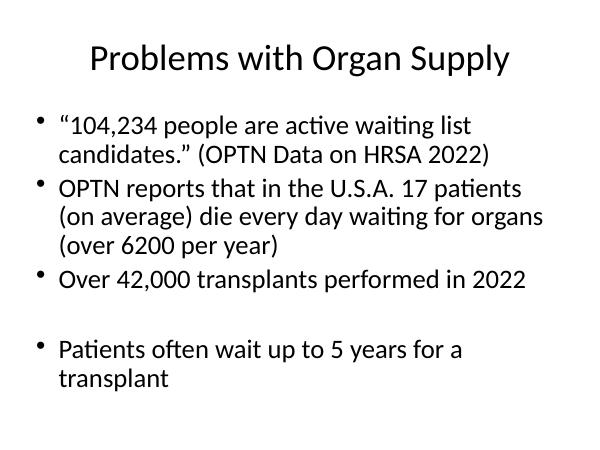 Problems with Organ Supply
• “104,234 people are active waiting list
candidates.” (OPTN Data on HRSA 2022)
• OPTN reports that in the U.S.A. 17 patients
(on average) die every day waiting for organs
(over 6200 per year)
• Over 42,000 transplants performed in 2022
• Patients often wait up to 5 years for a
transplant